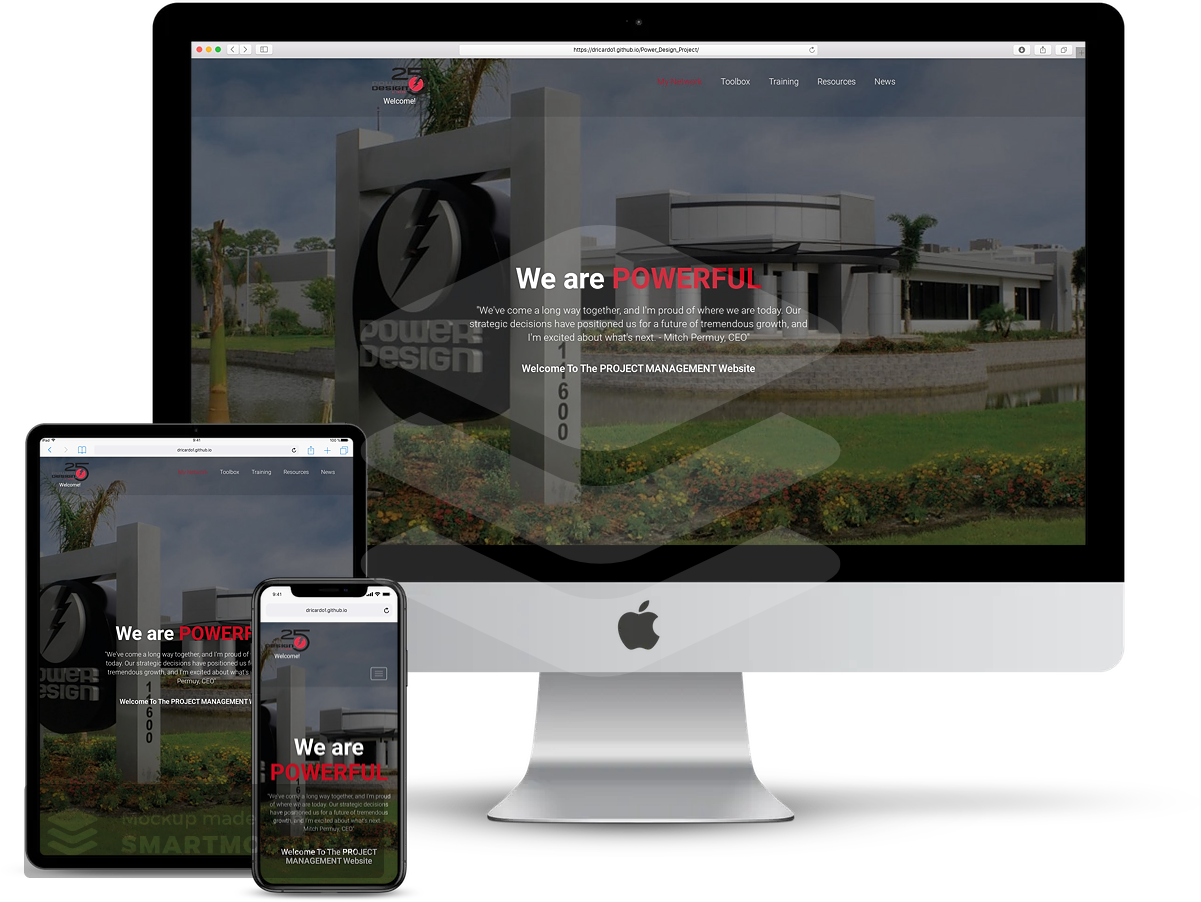 https://dricardo1.github.io/Power_Design_Project/
25
DESIGN
Welcome!
Toolbox
Training
Resources
News
We are POWERFUL
"We've come a long way together, and I'm proud of where we are today. Our
strategic decisions have positioned us for a future of tremendous growth, and
I'm excited about what's next. - Mitch Permuy, CEO"
Welcome To The PROJECT MANAGEMENT Website
POWER
DESIGN
11600
iPad
9:41
100%
dricardo1.github.io
25
DESIGN
Welcome!
Toolbox
Training
Resources
News
We are POWERF
"We've come a long way together, and I'm proud of
today. Our strategic decisions have positioned us f
tremendous growth, and I'm excited about what's
Permuy, CEO"
Welcome To The PROJECT MANAGEMENT
OWER
ESIGN
11600
Mockup made
SMARTMO
9:41
dricardo1.github.io
25
DESIGN
Welcome!
We are
POWERFUL
"We've come a long way together, and I'm proud
of where we are today. Our strategic decisions
have positioned us for a future of tremendous
growth, and I'm excited about what's next. -
Mitch Permuy, CEO"
Welcome To The PROJECT
MANAGEMENT Website